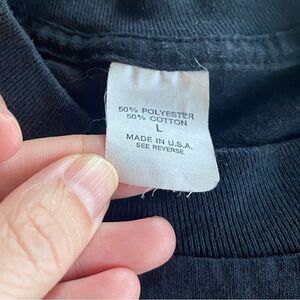 50% POLYESTER
50% COTTON
L
MADE IN U.S.A.
SEE REVERSE